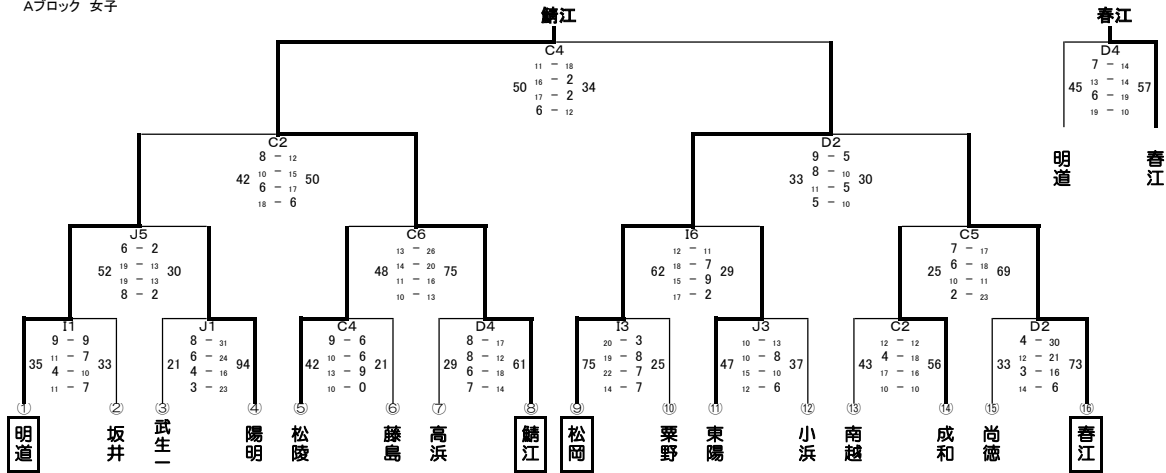 Aブロック 女子
鯖江
春江
C4
11 - 18
16 - 2
17 - 2
6 - 12
50 34
D4
7 - 14
13 - 14
6 - 19
19 - 10
45 57
明道
春江
C2
8 - 12
10 - 15
6 - 17
18 - 6
42 50
D2
9 - 5
8 - 10
11 - 5
5 - 10
33 30
J5
6 - 2
19 - 13
19 - 13
8 - 2
52 30
C6
13 - 26
14 - 20
11 - 16
10 - 13
48 75
I6
12 - 11
18 - 7
15 - 9
17 - 2
62 29
C5
7 - 17
6 - 18
10 - 11
2 - 23
25 69
I1
9 - 9
11 - 7
4 - 10
11 - 7
35 33
J1
8 - 31
6 - 24
4 - 16
3 - 23
21 94
C4
9 - 6
10 - 6
13 - 9
10 - 0
42 21
D4
8 - 17
8 - 12
6 - 18
7 - 14
29 61
I3
20 - 3
19 - 8
22 - 7
14 - 7
75 25
J3
10 - 13
10 - 8
15 - 10
12 - 6
47 37
C2
12 - 12
4 - 18
17 - 16
10 - 10
43 56
D2
4 - 30
12 - 21
3 - 16
14 - 6
33 73
① ② ③ ④ ⑤ ⑥ ⑦ ⑧ ⑨ ⑩ ⑪ ⑫ ⑬ ⑭ ⑮ ⑯
明道
坂井
武生一
陽明
松陵
藤島
高浜
鯖江
松岡
粟野
東陽
小浜
南越
成和
尚徳
春江